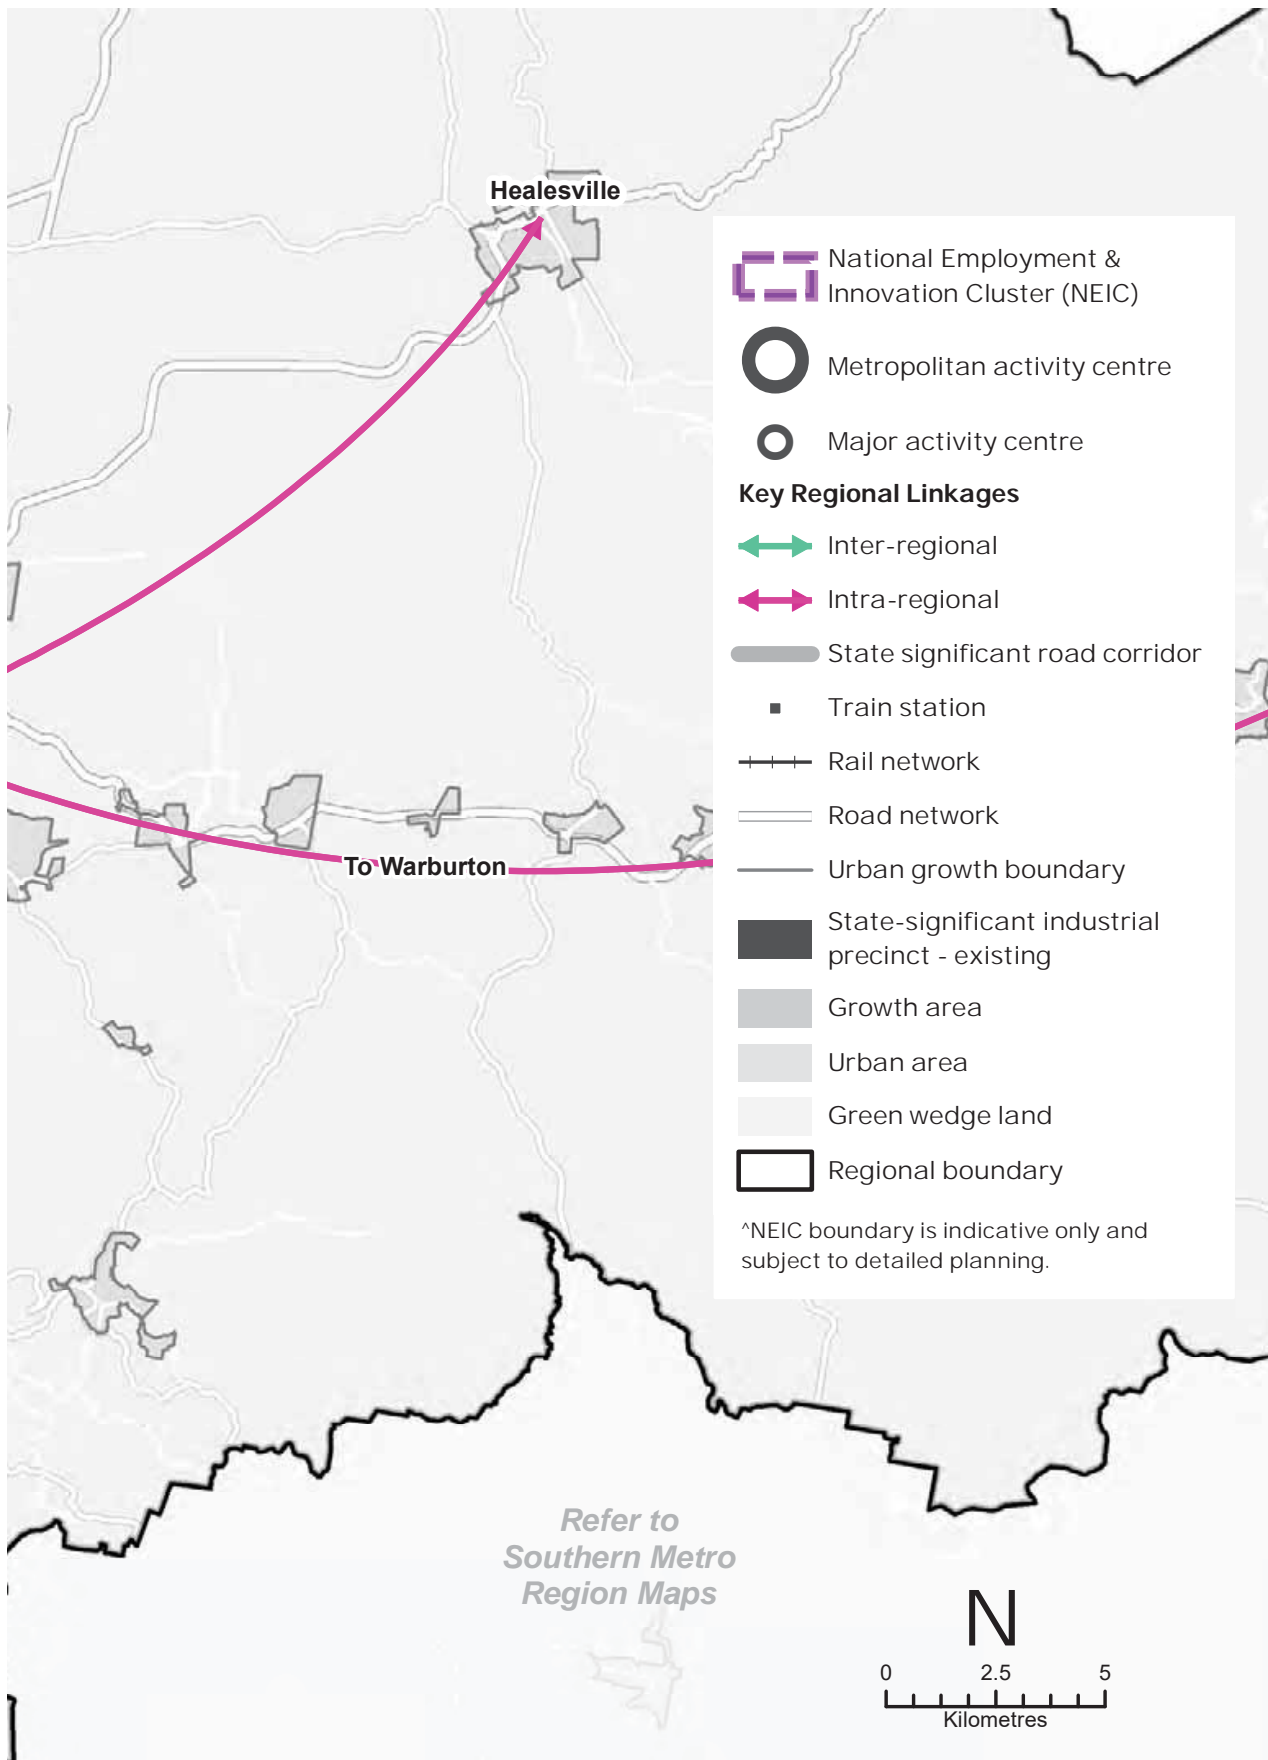 Healesville
To Warburton
National Employment &
Innovation Cluster (NEIC)
Metropolitan activity centre
Major activity centre
Key Regional Linkages
Inter-regional
Intra-regional
State significant road corridor
Train station
Rail network
Road network
Urban growth boundary
State-significant industrial
precinct - existing
Growth area
Urban area
Green wedge land
Regional boundary
^NEIC boundary is indicative only and
subject to detailed planning.
Refer to
Southern Metro
Region Maps
N
0 2.5 5
Kilometres